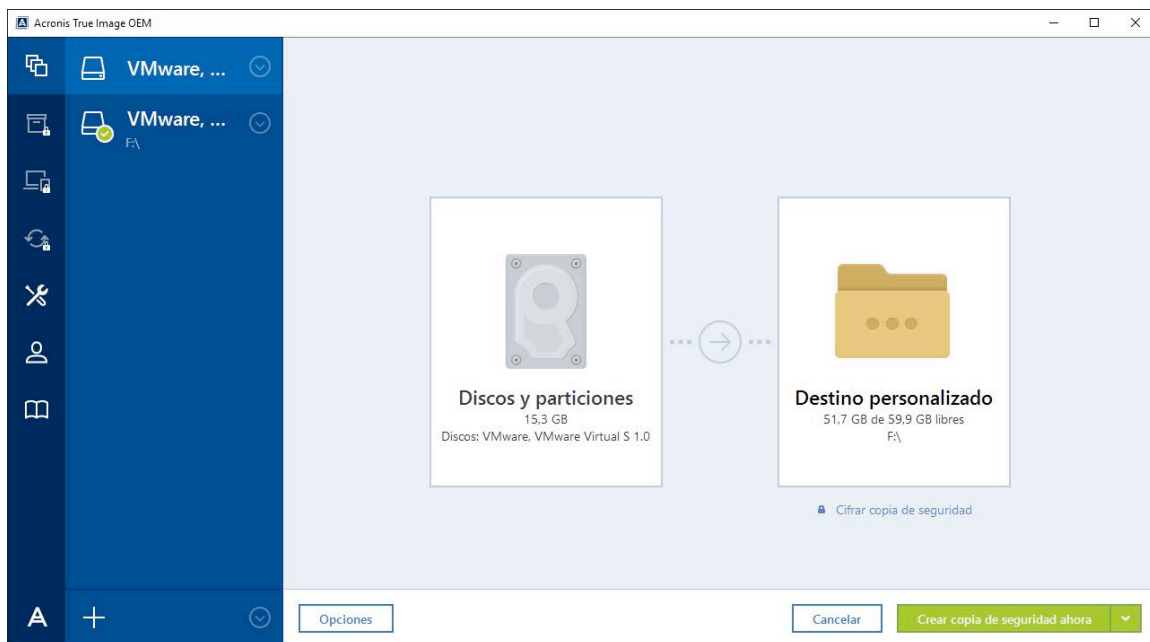 Acronis True Image OEM
VMware, ...
VMware, ...
F:\
Discos y particiones
15,3 GB
Discos: VMware, VMware Virtual S 1.0
Destino personalizado
51,7 GB de 59,9 GB libres
F:\
Cifrar copia de seguridad
Opciones
Cancelar
Crear copia de seguridad ahora